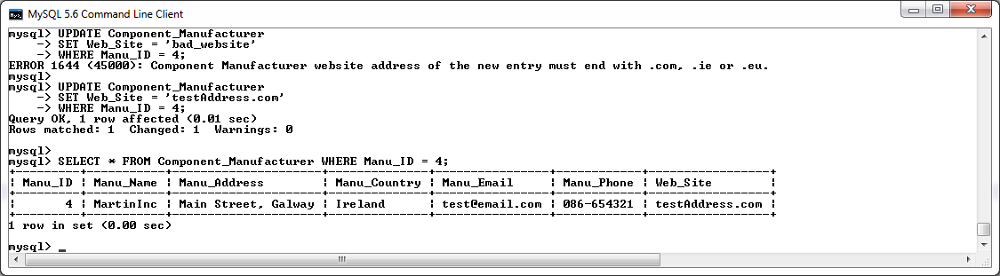 MySQL 5.6 Command Line Client
mysql> UPDATE Component_Manufacturer
    -> SET Web_Site = 'bad_website'
    -> WHERE Manu_ID = 4;
ERROR 1644 (45000): Component Manufacturer website address of the new entry must end with .com, .ie or .eu.
mysql>
mysql> UPDATE Component_Manufacturer
    -> SET Web_Site = 'testAddress.com'
    -> WHERE Manu_ID = 4;
Query OK, 1 row affected (0.01 sec)
Rows matched: 1  Changed: 1  Warnings: 0
mysql>
mysql> SELECT * FROM Component_Manufacturer WHERE Manu_ID = 4;
+---------+-----------+---------------------+--------------+----------------+------------+-----------------+
¦ Manu_ID ¦ Manu_Name ¦ Manu_Address        ¦ Manu_Country ¦ Manu_Email     ¦ Manu_Phone ¦ Web_Site        ¦
+---------+-----------+---------------------+--------------+----------------+------------+-----------------+
¦       4 ¦ MartinInc ¦ Main Street, Galway ¦ Ireland      ¦ test@email.com ¦ 086-654321 ¦ testAddress.com ¦
+---------+-----------+---------------------+--------------+----------------+------------+-----------------+
1 row in set (0.00 sec)
mysql> _